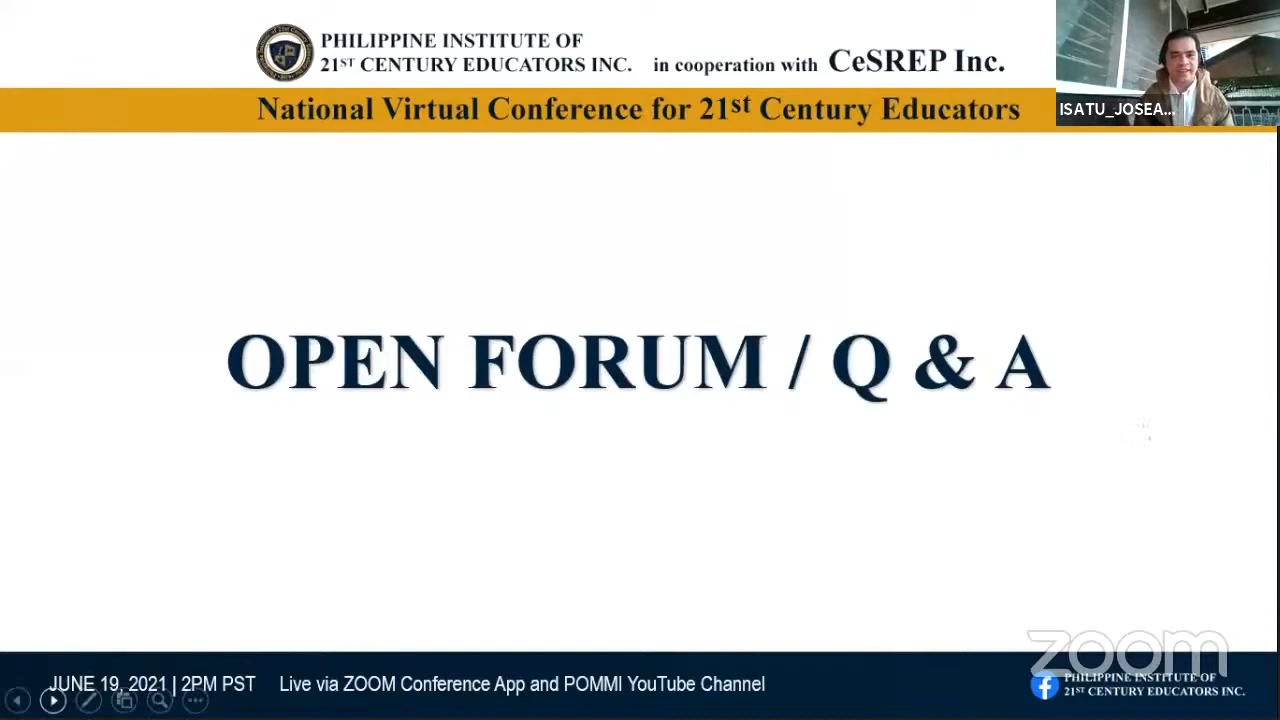 PHILIPPINE INSTITUTE OF
21ST CENTURY EDUCATORS INC. in cooperation with CeSREP Inc.
National Virtual Conference for 21st Century Educators
ISATU_JOSEA...
OPEN FORUM / Q & A
zoom
JUNE 19, 2021 | 2PM PST Live via ZOOM Conference App and POMMI YouTube Channel
PHILIPPINE INSTITUTE OF
21ST CENTURY EDUCATORS INC.